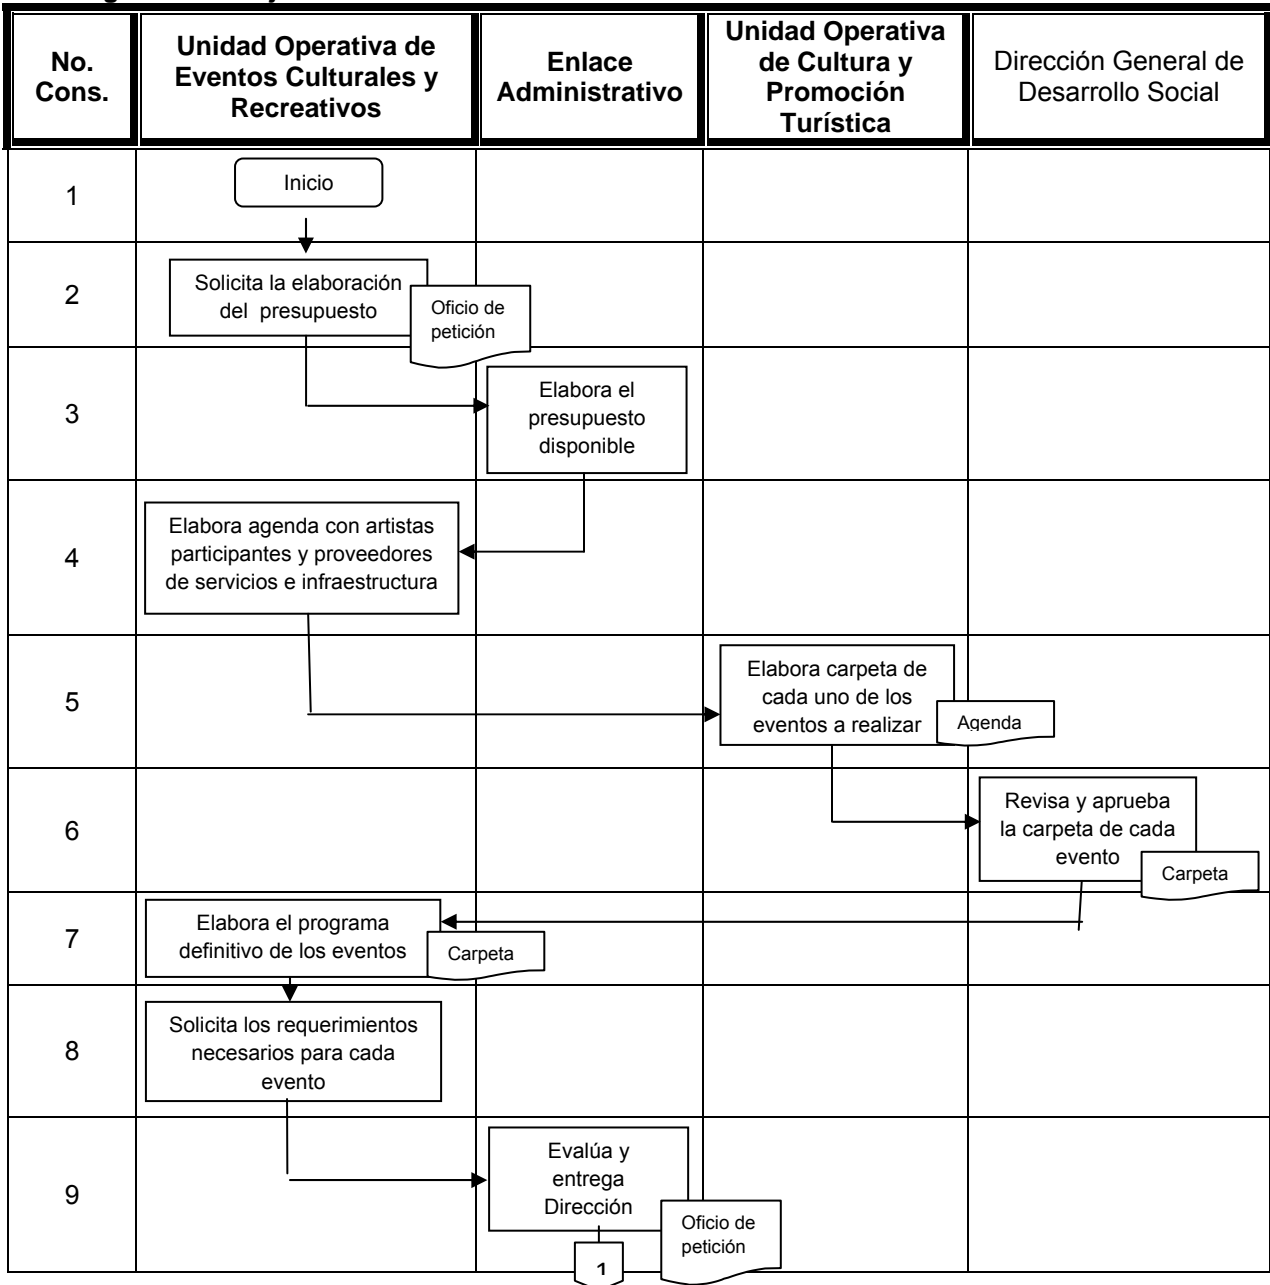 No.
Cons.
Unidad Operativa de
Eventos Culturales y
Recreativos
Enlace
Administrativo
Unidad Operativa
de Cultura y
Promoción
Turística
Dirección General de
Desarrollo Social
1
Inicio
2
Solicita la elaboración
del presupuesto
Oficio de
petición
3
Elabora el
presupuesto
disponible
4
Elabora agenda con artistas
participantes y proveedores
de servicios e infraestructura
5
Elabora carpeta de
cada uno de los
eventos a realizar
Agenda
6
Revisa y aprueba
la carpeta de cada
evento
Carpeta
7
Elabora el programa
definitivo de los eventos
Carpeta
8
Solicita los requerimientos
necesarios para cada
evento
9
Evalúa y
entrega
Dirección
Oficio de
petición
1